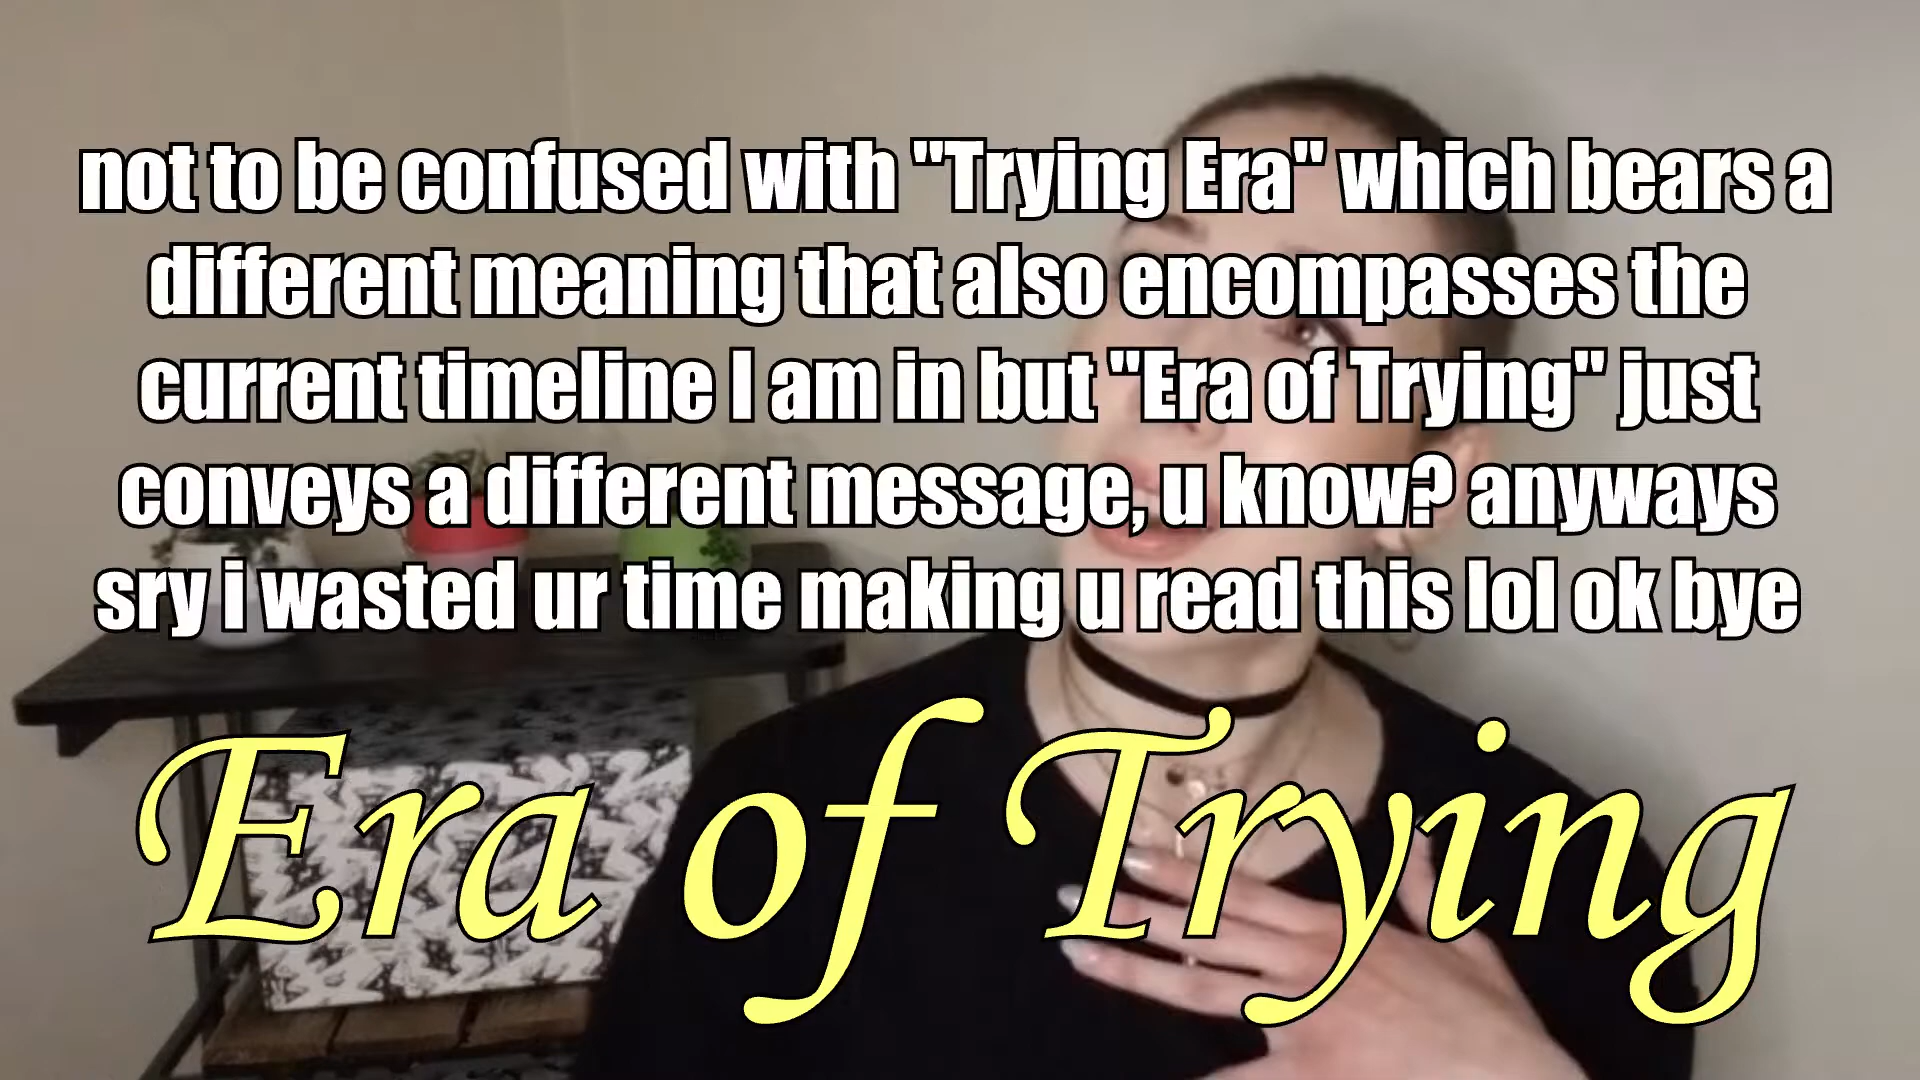 not to be confused with "Trying Era" which bears a
different meaning that also encompasses the
current timeline I am in but "Era of Trying" just
conveys a different message, u know? anyways
sry i wasted ur time making u read this lol ok bye
Era of Trying